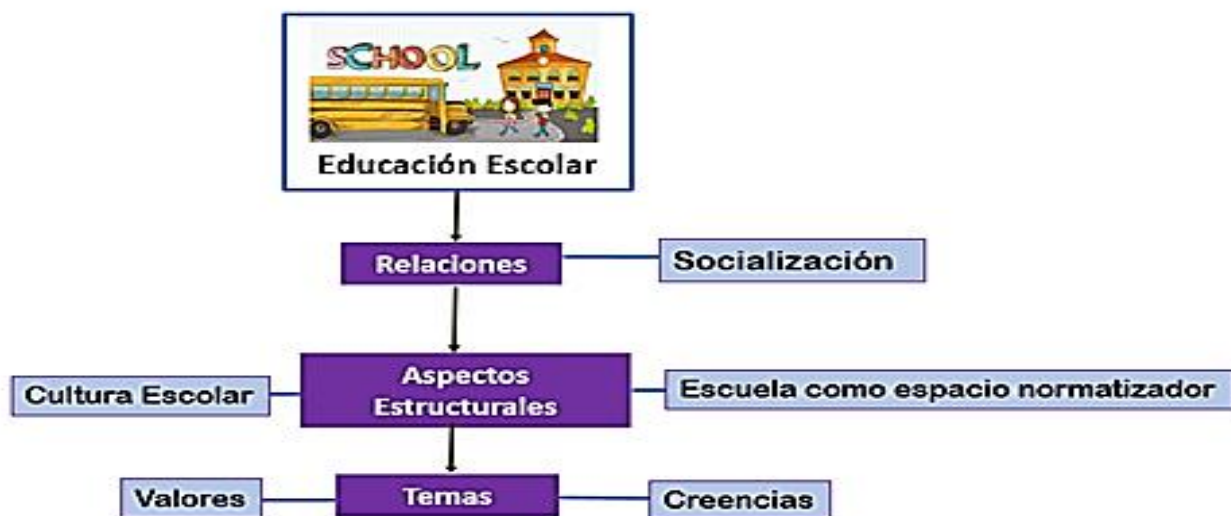 SCHOOL
Educación Escolar
Relaciones
Socialización
Cultura Escolar
Aspectos
Estructurales
Escuela como espacio normatizador
Valores
Temas
Creencias